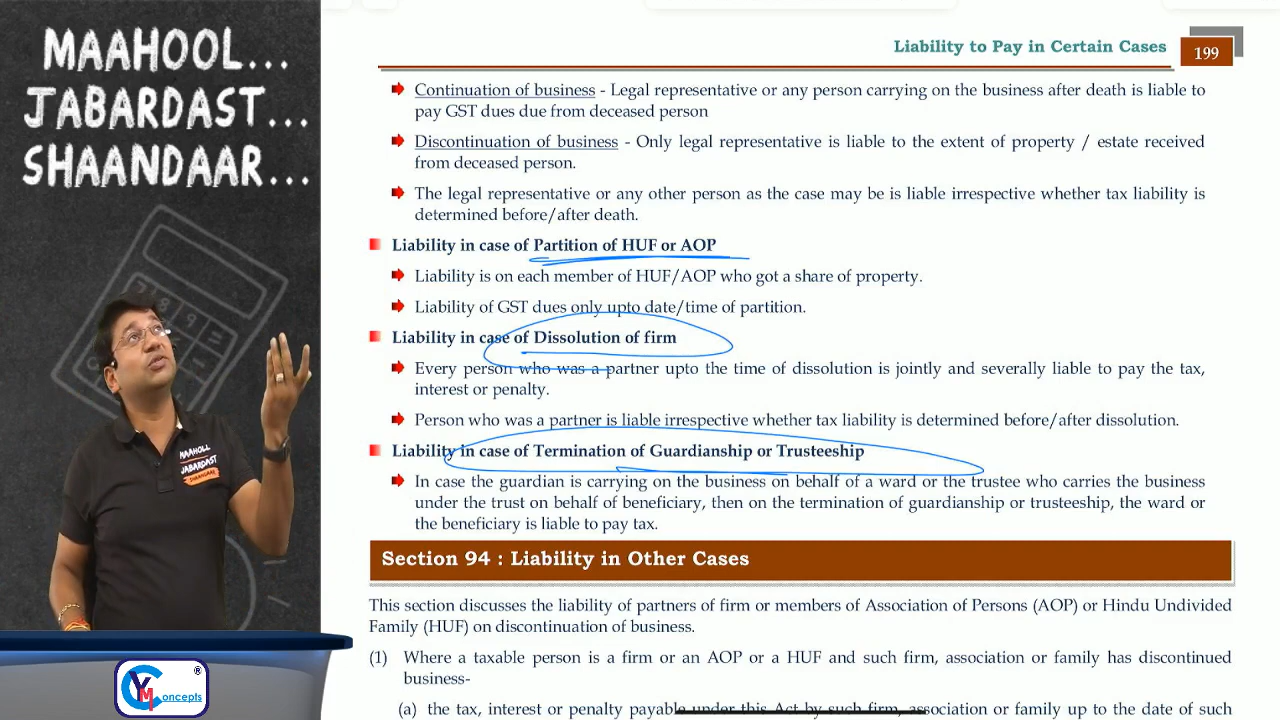 MAAHOOL...
JABARDAST...
SHAANDAAR...
MAAHOLL
JABARDAST
SHAANDAAR
CYM Concepts ®
Liability to Pay in Certain Cases 199
Continuation of business - Legal representative or any person carrying on the business after death is liable to
pay GST dues due from deceased person
Discontinuation of business - Only legal representative is liable to the extent of property / estate received
from deceased person.
The legal representative or any other person as the case may be is liable irrespective whether tax liability is
determined before/after death.
Liability in case of Partition of HUF or AOP
Liability is on each member of HUF/AOP who got a share of property.
Liability of GST dues only upto date/time of partition.
Liability in case of Dissolution of firm
Every person who was a partner upto the time of dissolution is jointly and severally liable to pay the tax,
interest or penalty.
Person who was a partner is liable irrespective whether tax liability is determined before/after dissolution.
Liability in case of Termination of Guardianship or Trusteeship
In case the guardian is carrying on the business on behalf of a ward or the trustee who carries the business
under the trust on behalf of beneficiary, then on the termination of guardianship or trusteeship, the ward or
the beneficiary is liable to pay tax.
Section 94 : Liability in Other Cases
This section discusses the liability of partners of firm or members of Association of Persons (AOP) or Hindu Undivided
Family (HUF) on discontinuation of business.
(1) Where a taxable person is a firm or an AOP or a HUF and such firm, association or family has discontinued
business-
(a) the tax, interest or penalty payable under this Act by such firm, association or family up to the date of such